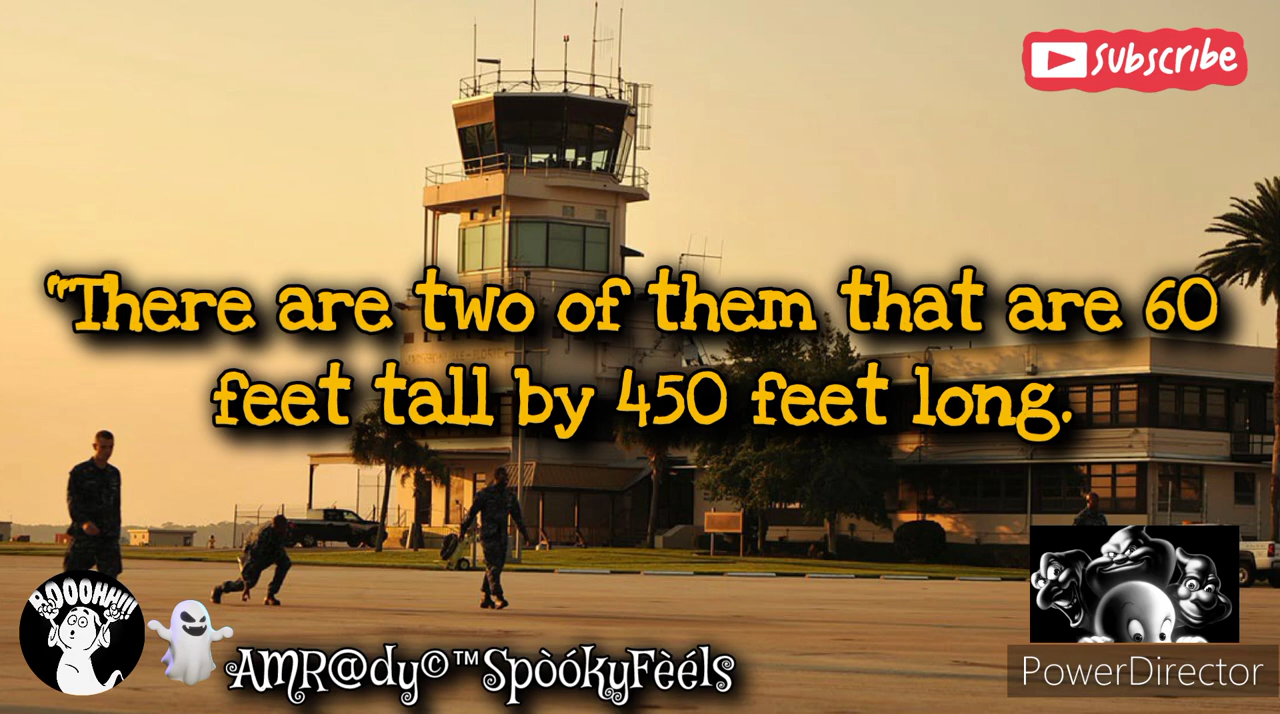 Subscribe
"There are two of them that are 60
feet tall by 450 feet long.
BOOOHH!!!
AMR@dy©™SpòókyFèéls
PowerDirector